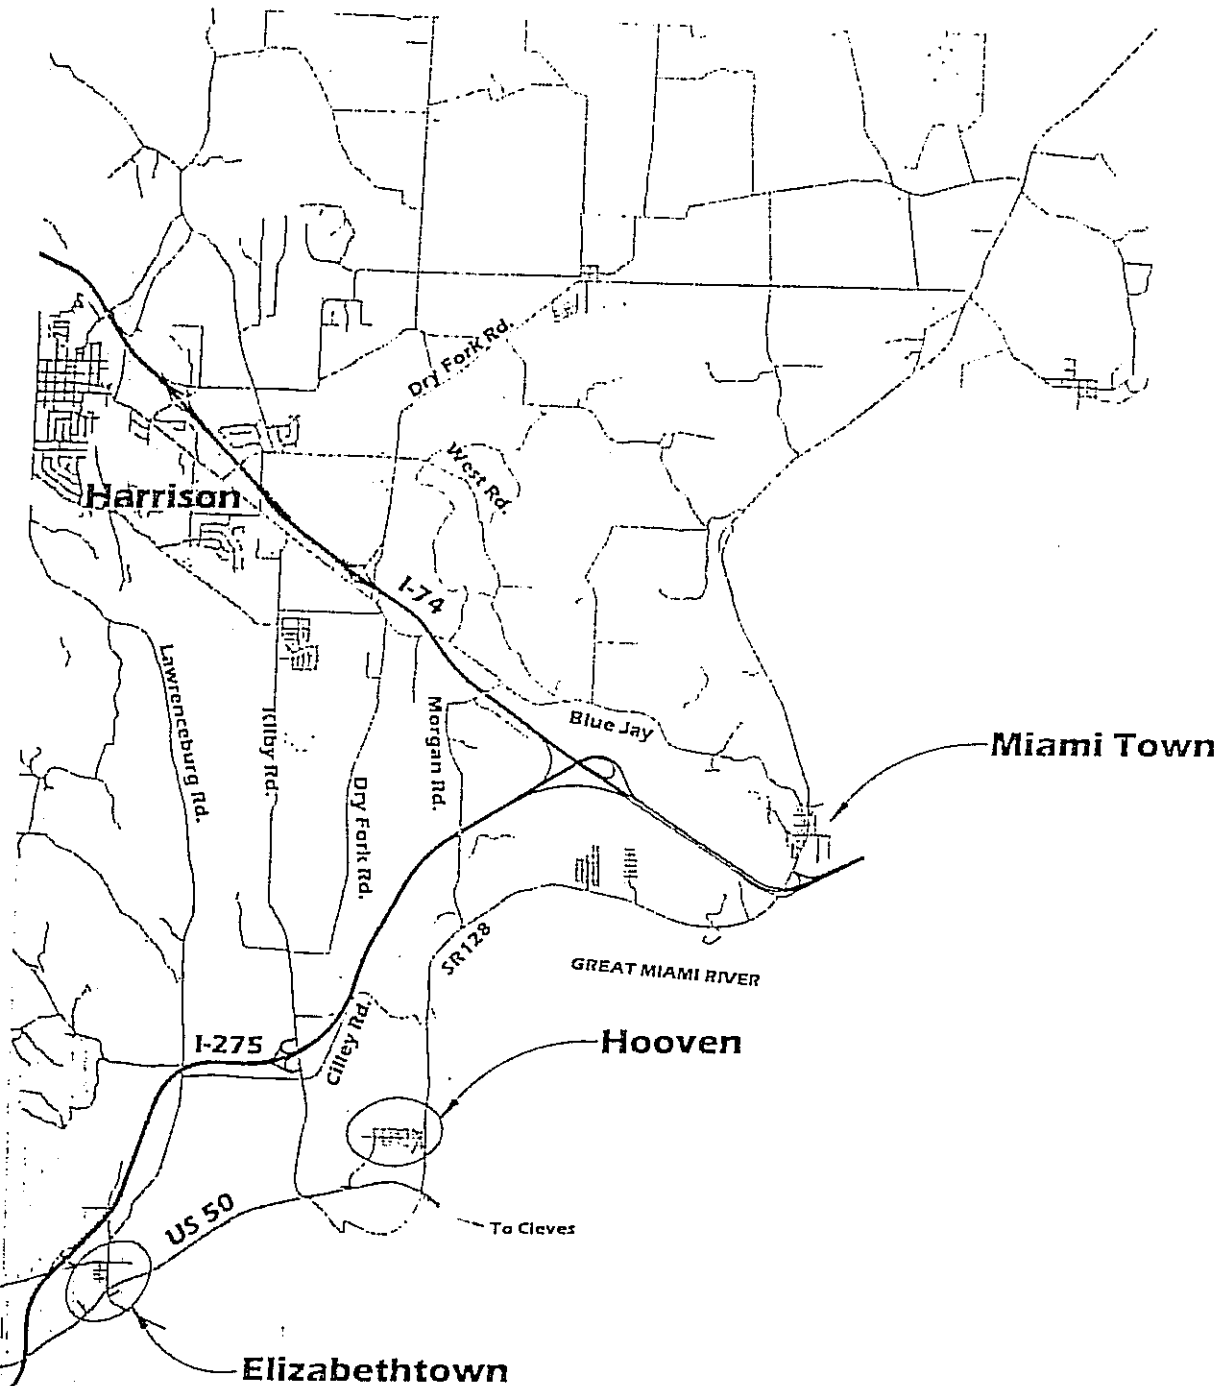 Dry Fork Rd.
West Rd.
Harrison
I-74
Lawrenceburg Rd.
Kilby Rd.
Morgan Rd.
Blue Jay
Miami Town
Dry Fork Rd.
SR128
GREAT MIAMI RIVER
I-275
Cilley Rd.
Hooven
US 50
To Cleves
Elizabethtown